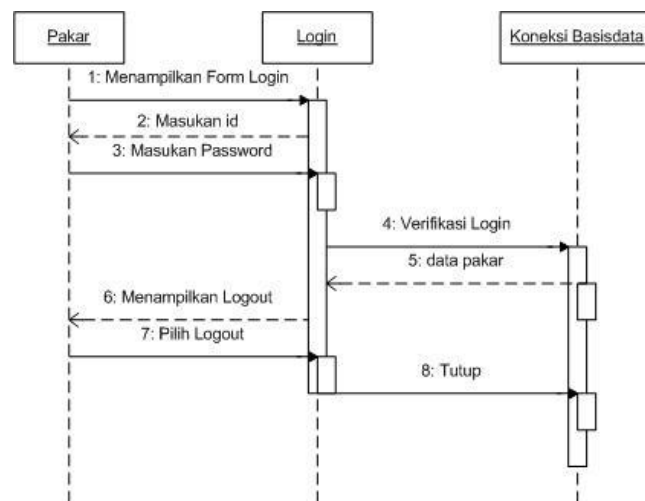 Pakar
Login
Koneksi Basisdata
1: Menampilkan Form Login
2: Masukan id
3: Masukan Password
4: Verifikasi Login
5: data pakar
6: Menampilkan Logout
7: Pilih Logout
8: Tutup